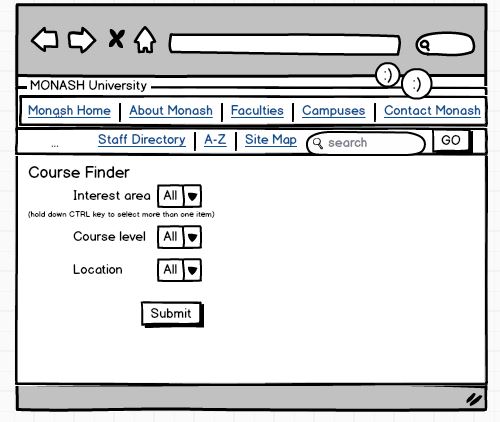 MONASH University
Monash Home About Monash Faculties Campuses Contact Monash
... Staff Directory A-Z Site Map search GO
Course Finder
Interest area All
(hold down CTRL key to select more than one item)
Course level All
Location All
Submit